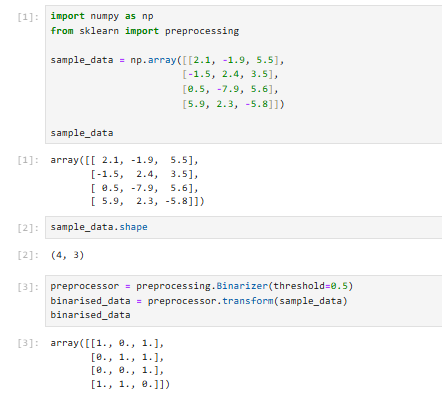 [1]: import numpy as np
from sklearn import preprocessing
sample_data = np.array([[2.1, -1.9, 5.5],
[-1.5, 2.4, 3.5],
[0.5, -7.9, 5.6],
[5.9, 2.3, -5.8]])
sample_data
[1]: array([[ 2.1, -1.9,  5.5],
[-1.5,  2.4,  3.5],
[ 0.5, -7.9,  5.6],
[ 5.9,  2.3, -5.8]])
[2]: sample_data.shape
[2]: (4, 3)
[3]: preprocessor = preprocessing.Binarizer(threshold=0.5)
binarised_data = preprocessor.transform(sample_data)
binarised_data
[3]: array([[1., 0., 1.],
[0., 1., 1.],
[0., 0., 1.],
[1., 1., 0.]])